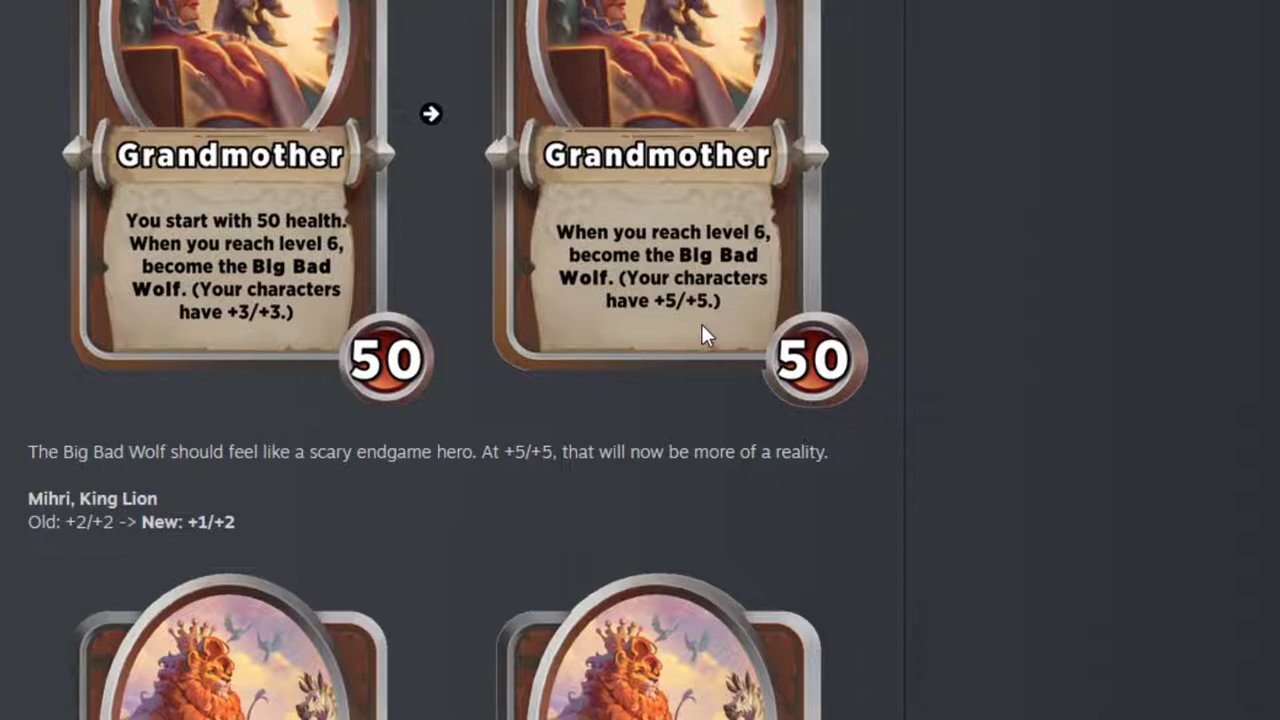 Grandmother
You start with 50 health.
When you reach level 6,
become the Big Bad
Wolf. (Your characters
have +3/+3.)
50
Grandmother
When you reach level 6,
become the Big Bad
Wolf. (Your characters
have +5/+5.)
50
The Big Bad Wolf should feel like a scary endgame hero. At +5/+5, that will now be more of a reality.
Mihri, King Lion
Old: +2/+2 -> New: +1/+2